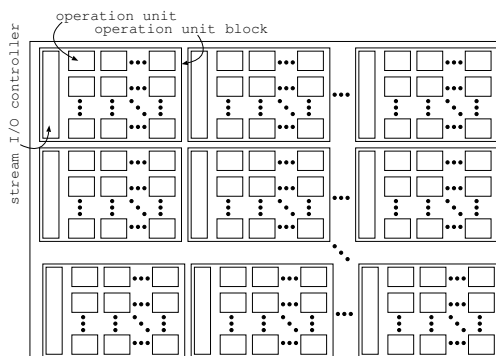 operation unit
operation unit block
stream I/O controller